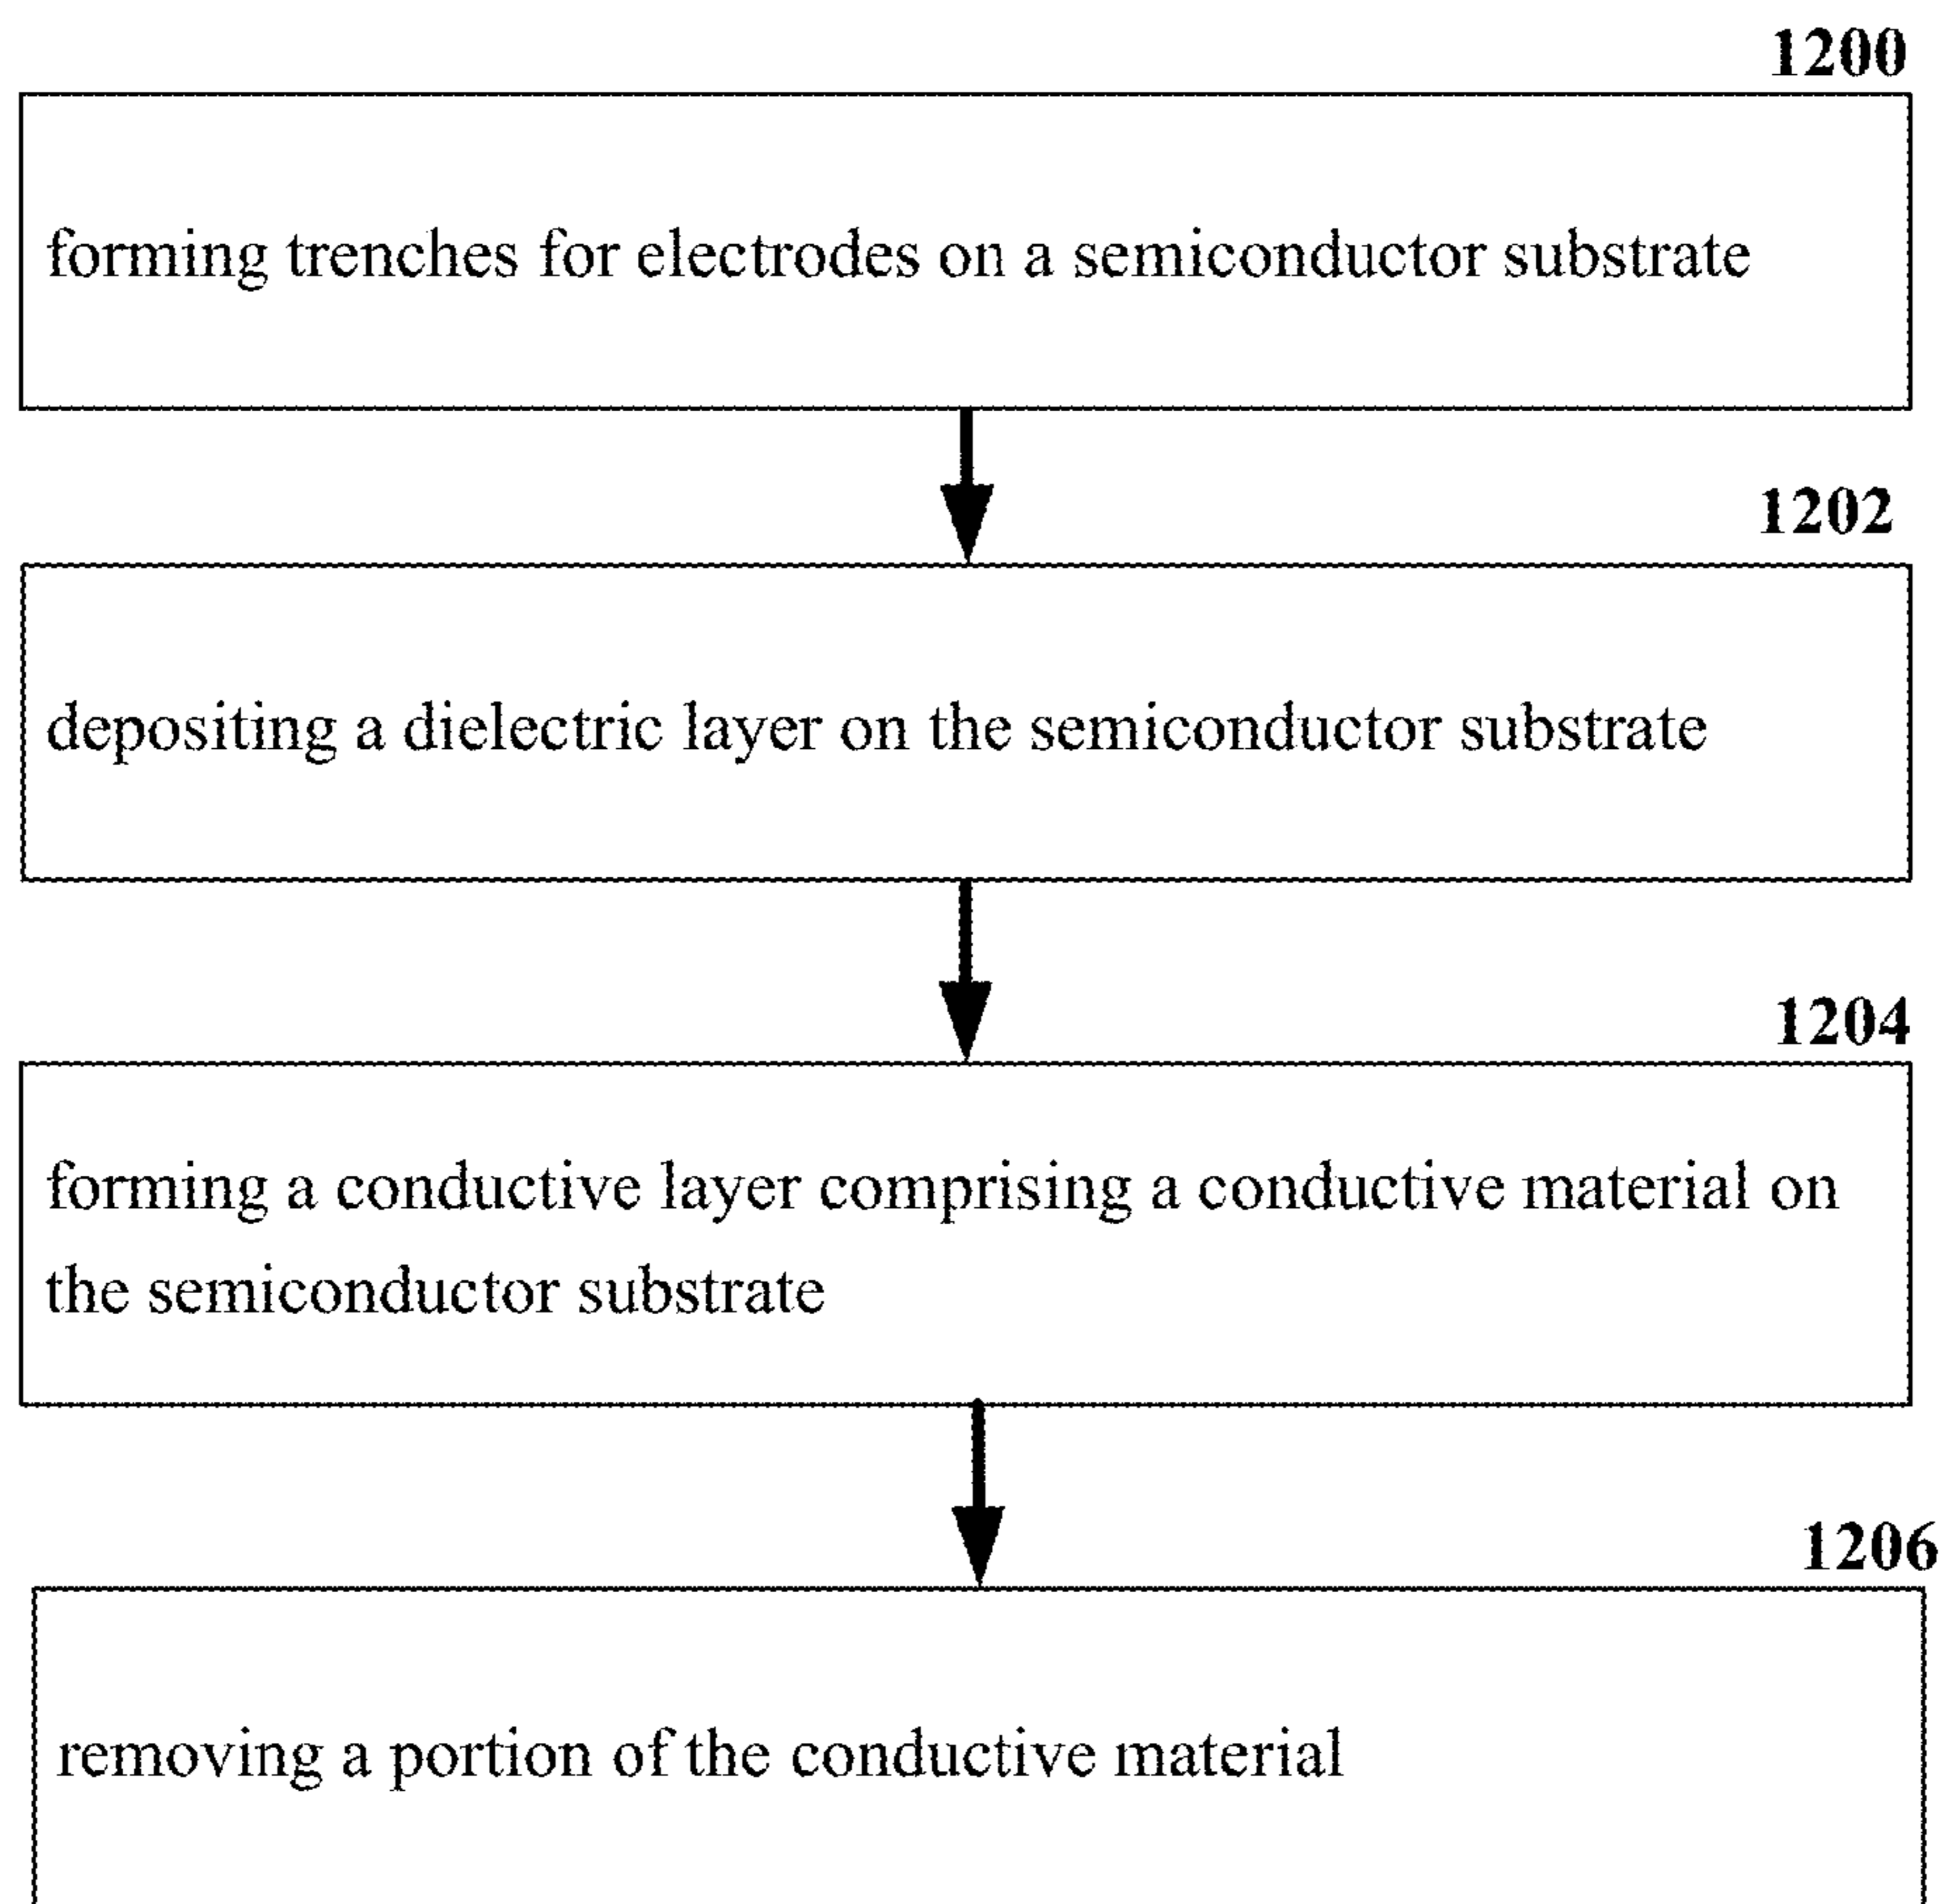 1200
forming trenches for electrodes on a semiconductor substrate
1202
depositing a dielectric layer on the semiconductor substrate
1204
forming a conductive layer comprising a conductive material on
the semiconductor substrate
1206
removing a portion of the conductive material